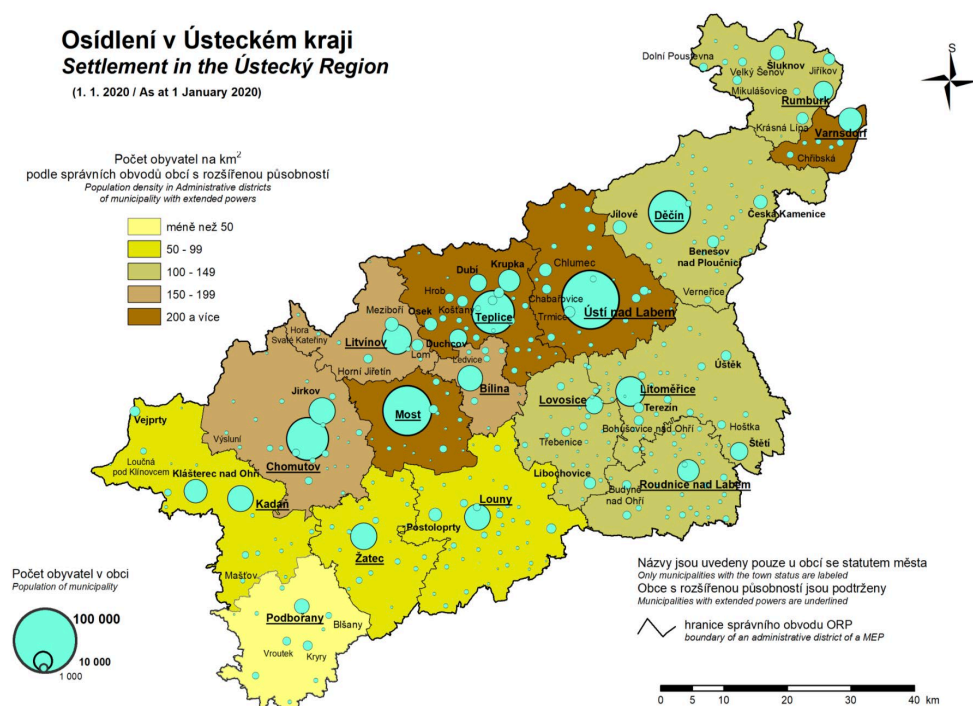 Osídlení v Ústeckém kraji
Settlement in the Ústecký Region
(1. 1. 2020 / As at 1 January 2020)
S
Počet obyvatel na km²
podle správních obvodů obcí s rozšířenou působností
Population density in Administrative districts
of municipality with extended powers
méně než 50
50 - 99
100 - 149
150 - 199
200 a více
Dolní Poustevna
Šluknov
Velký Šenov
Jiříkov
Mikulášovice
Rumburk
Krásná Lípa
Varnsdorf
Chřibská
Děčín
Jílové
Česká Kamenice
Benešov
nad Ploučnicí
Verneřice
Chlumec
Krupka
Dubí
Hrob
Košťany
Chabařovice
Teplice
Trmice
Ústí nad Labem
Meziboří
Osek
Hora
Svaté Kateřiny
Litvínov
Duchcov
Lom
Ledvice
Horní Jiřetín
Bílina
Úštěk
Jirkov
Most
Lovosice
Litoměřice
Terezín
Vejprty
Výsluní
Třebenice
Bohušovice nad Ohří
Hoštka
Štětí
Loučná
pod Klínovcem
Klášterec nad Ohří
Chomutov
Libochovice
Budyně
nad Ohří
Roudnice nad Labem
Kadaň
Louny
Postoloprty
Žatec
Mašťov
Podbořany
Blšany
Vroutek
Kryry
Počet obyvatel v obci
Population of municipality
100 000
10 000
1 000
Názvy jsou uvedeny pouze u obcí se statutem města
Only municipalities with the town status are labeled
Obce s rozšířenou působností jsou podtrženy
Municipalities with extended powers are underlined
hranice správního obvodu ORP
boundary of an administrative district of a MEP
0 5 10 20 30 40 km